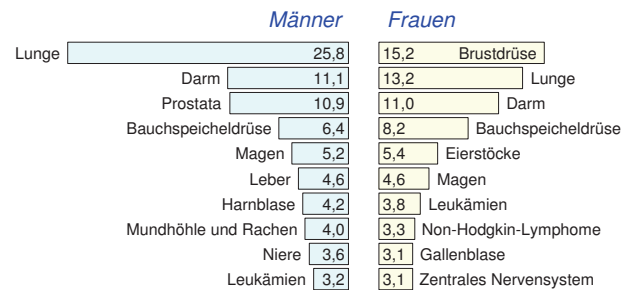 Männer Frauen
Lunge 25,8 15,2 Brustdrüse
Darm 11,1 13,2 Lunge
Prostata 10,9 11,0 Darm
Bauchspeicheldrüse 6,4 8,2 Bauchspeicheldrüse
Magen 5,2 5,4 Eierstöcke
Leber 4,6 4,6 Magen
Harnblase 4,2 3,8 Leukämien
Mundhöhle und Rachen 4,0 3,3 Non-Hodgkin-Lymphome
Niere 3,6 3,1 Gallenblase
Leukämien 3,2 3,1 Zentrales Nervensystem